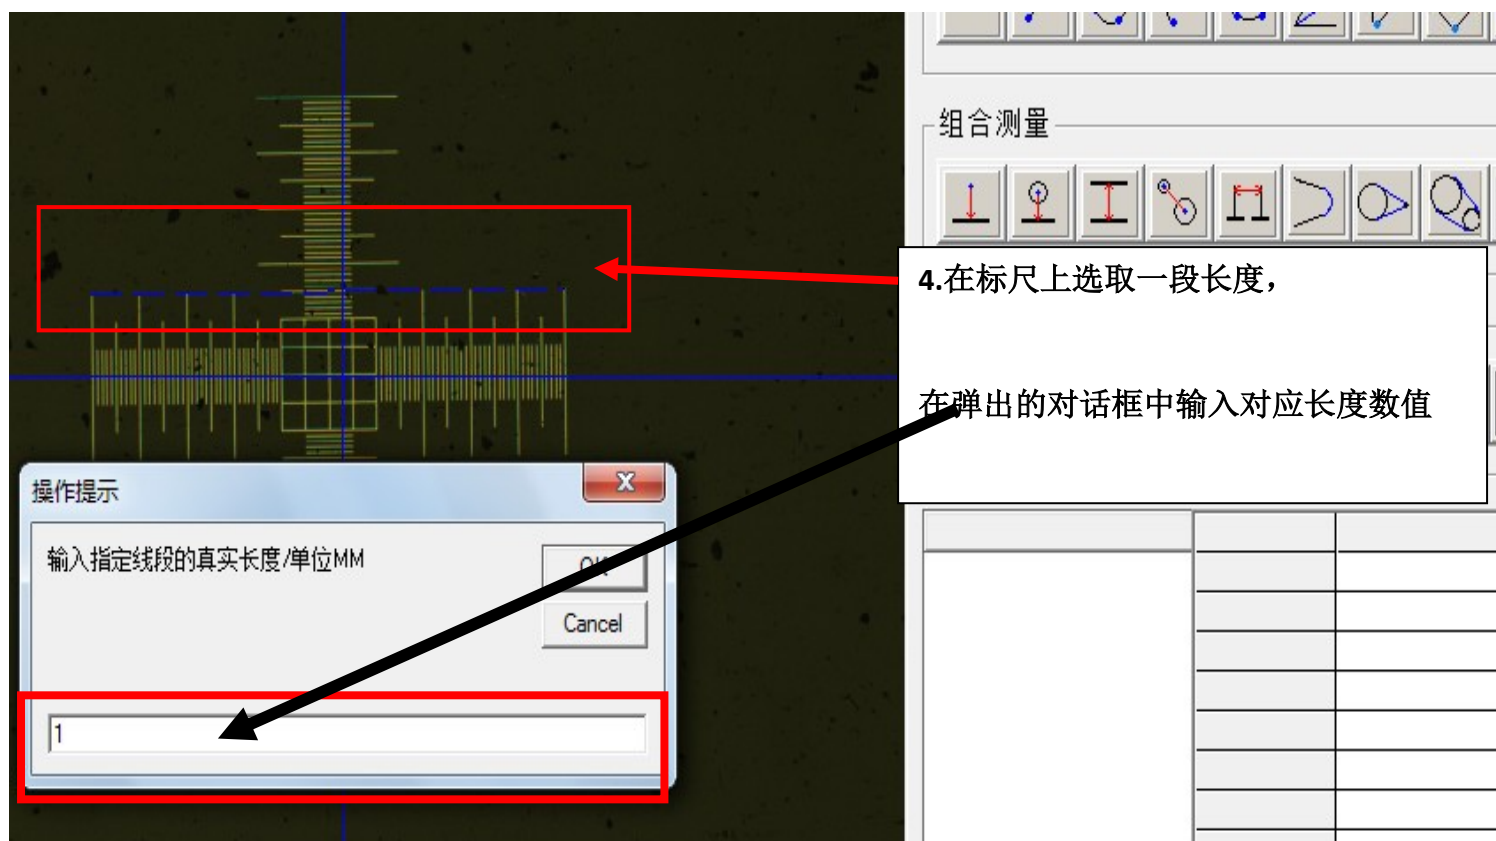 组合测量
4.在标尺上选取一段长度，
在弹出的对话框中输入对应长度数值
操作提示
输入指定线段的真实长度/单位MM
OK
Cancel
1